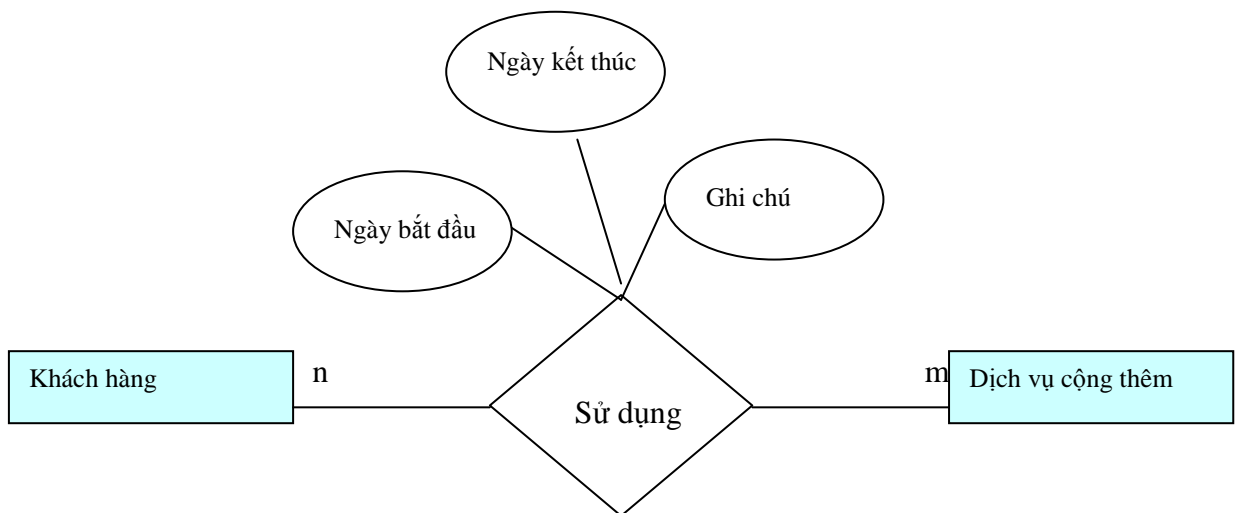 Ngày kết thúc
Ghi chú
Ngày bắt đầu
Khách hàng
n
m
Dịch vụ cộng thêm
Sử dụng